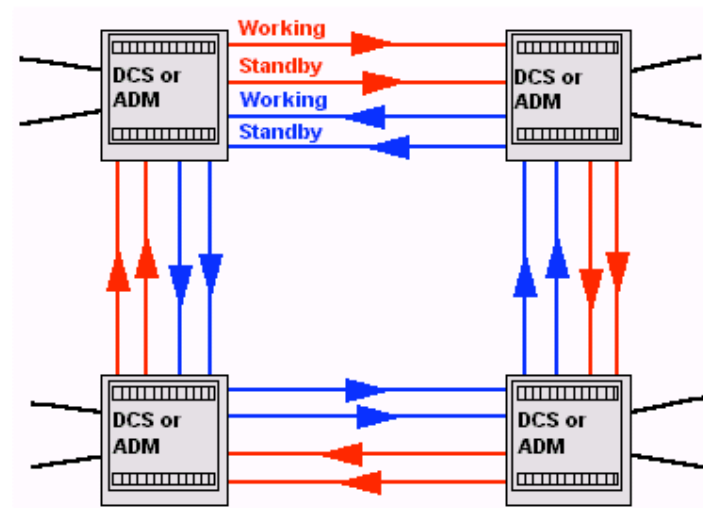 Working
Standby
Working
Standby
DCS or
ADM
DCS or
ADM
DCS or
ADM
DCS or
ADM